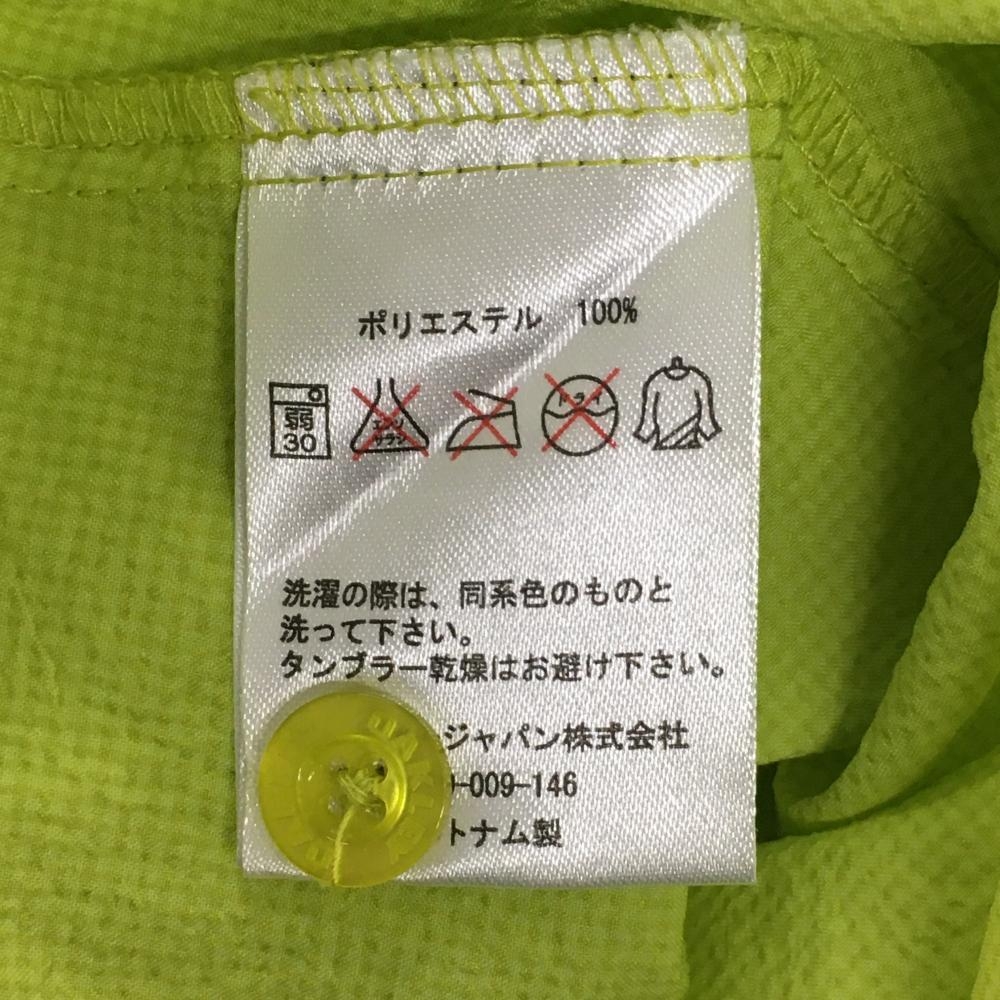 ポリエステル 100%
弱
30
エンソ
サラシ
ドライ
洗濯の際は、同系色のものと
洗って下さい。
タンブラー乾燥はお避け下さい。
ジャパン株式会社
-009-146
トナム製